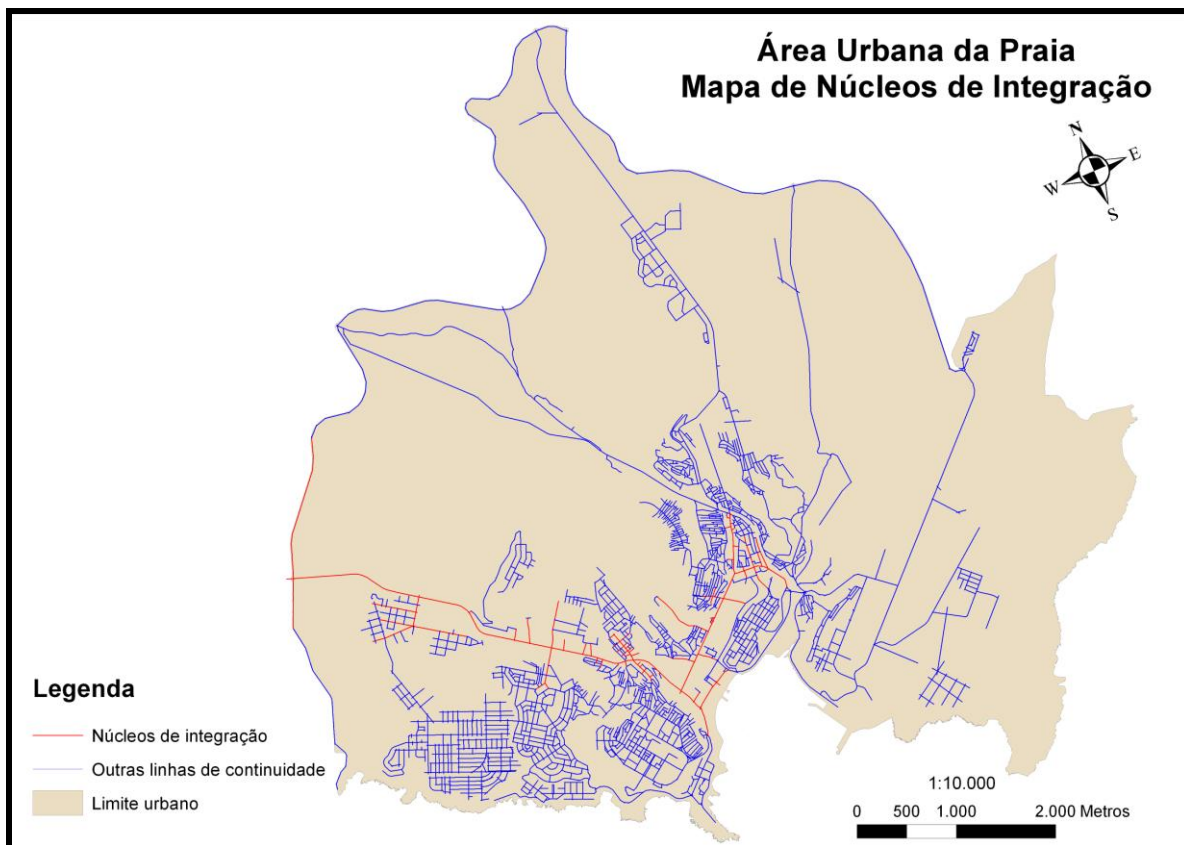 Área Urbana da Praia
Mapa de Núcleos de Integração
N
E
W
S
Legenda
Núcleos de integração
Outras linhas de continuidade
Limite urbano
1:10.000
0 500 1.000 2.000 Metros